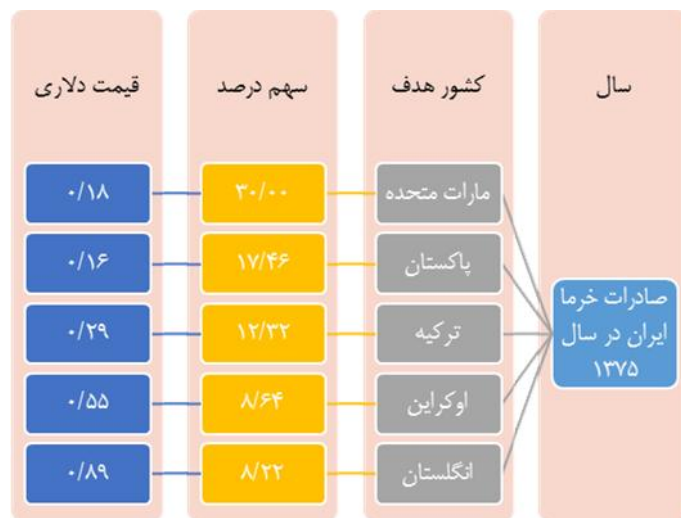 سال
کشور هدف
سهم درصد
قیمت دلاری
صادرات خرما
ایران در سال
۱۳۷۵
مارات متحده
۳۰/۰۰
۰/۱۸
پاکستان
۱۷/۴۶
۰/۱۶
ترکیه
۱۲/۳۲
۰/۲۹
اوکراین
۸/۶۴
۰/۵۵
انگلستان
۸/۲۲
۰/۸۹